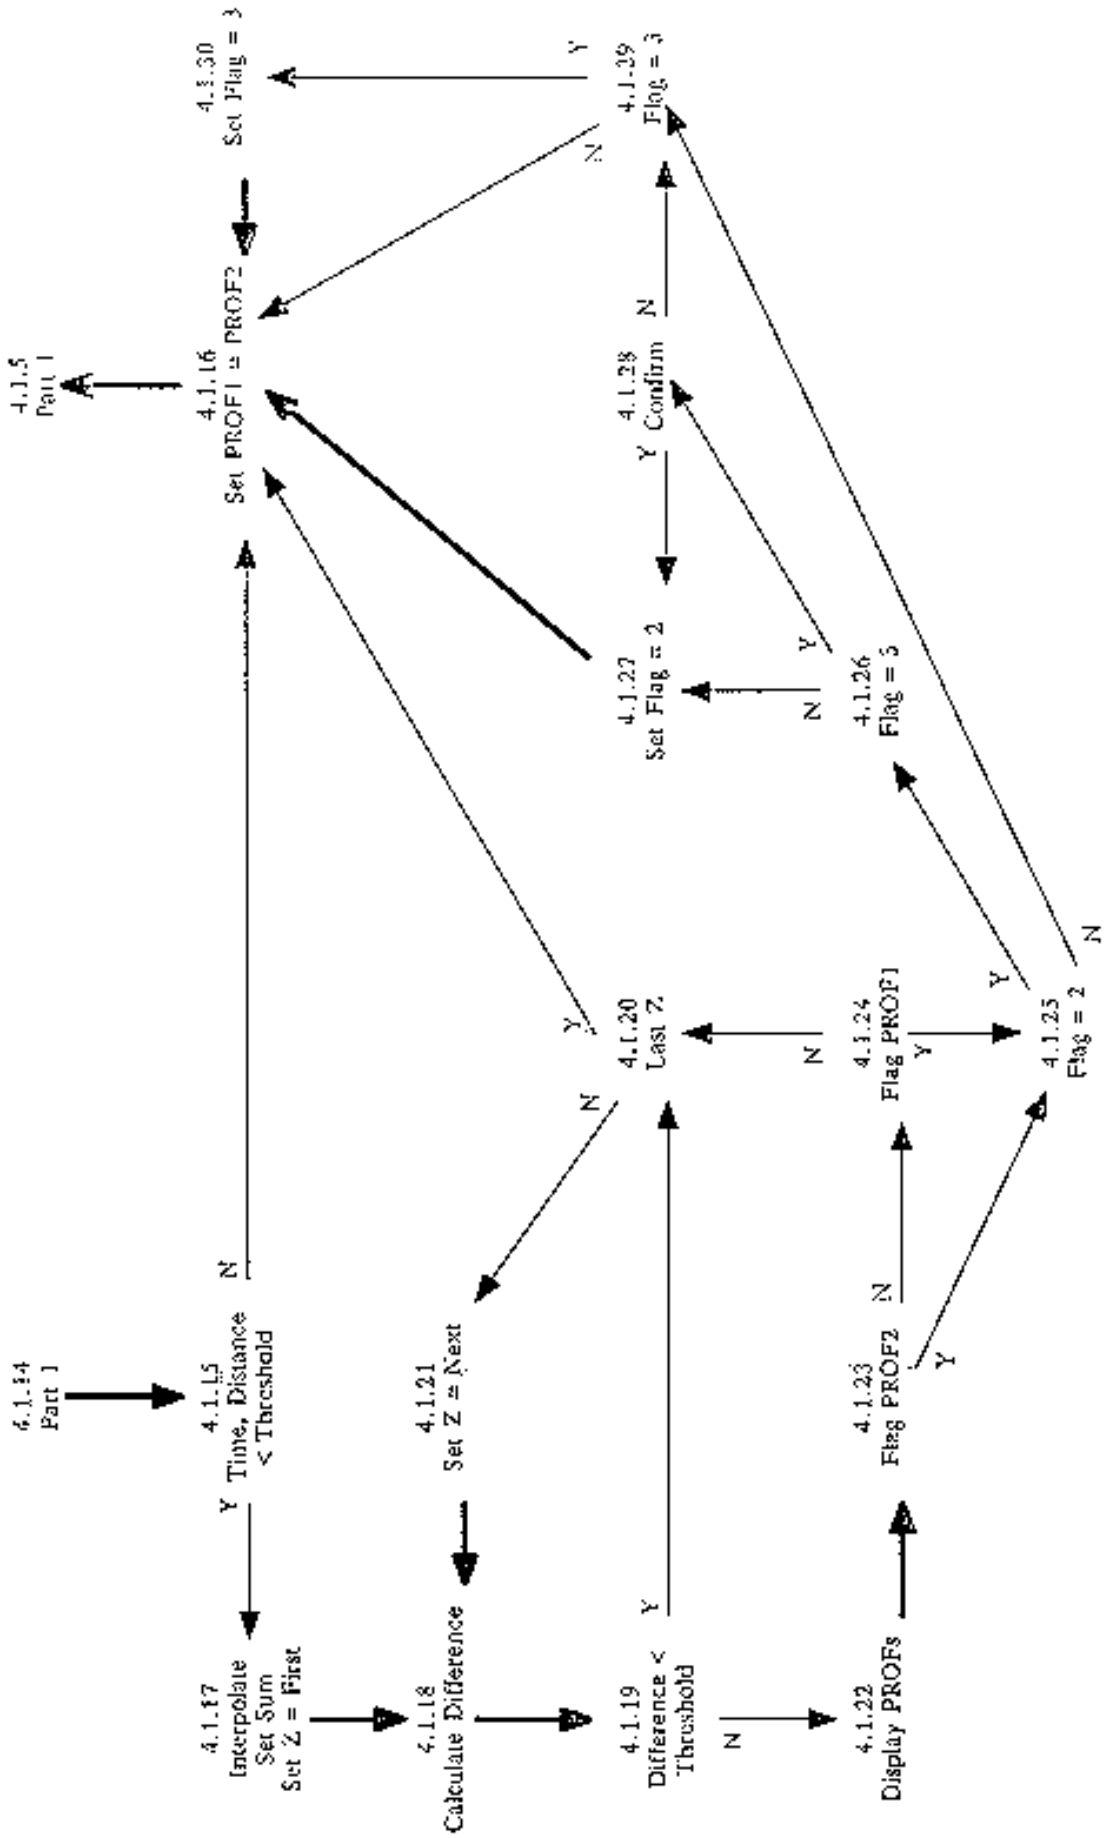 4.1.14
Part 1
4.1.5
Part 1
4.1.17
Interpolate
Set Sum
Set Z = First
Y
4.1.15
Time, Distance
< Threshold
N
4.1.16
Set PROF1 = PROF2
4.1.30
Set Flag = 3
4.1.18
Calculate Difference
4.1.21
Set Z = Next
4.1.19
Difference <
Threshold
Y
N
N
4.1.20
Last Z
Y
4.1.27
Set Flag = 2
Y
4.1.28
Confirm
N
N
4.1.29
Flag = 3
Y
4.1.22
Display PROFs
4.1.23
Flag PROF2
N
Y
4.1.24
Flag PROF1
N
Y
4.1.26
Flag = 3
N
Y
4.1.25
Flag = 2
Y
N